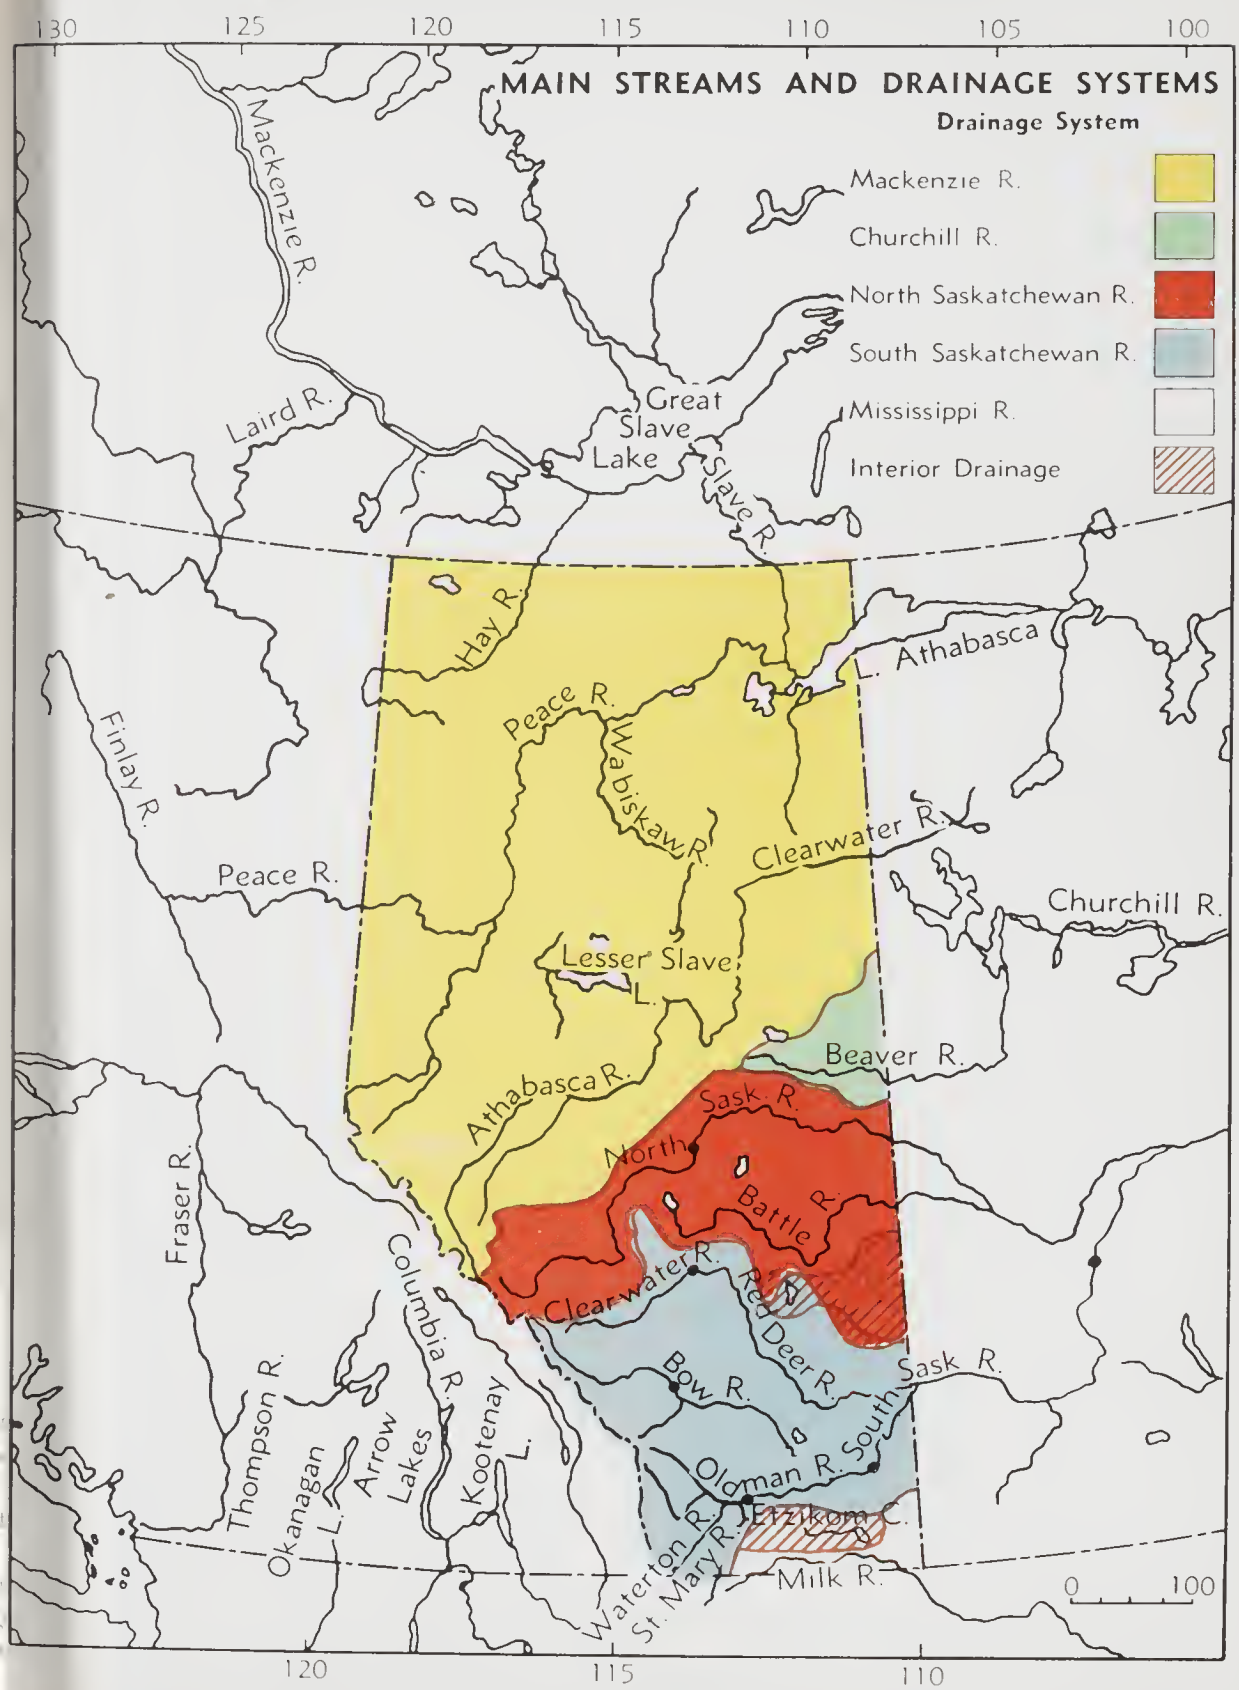 130 125 120 115 110 105 100
MAIN STREAMS AND DRAINAGE SYSTEMS
Drainage System
Mackenzie R.
Churchill R.
North Saskatchewan R.
South Saskatchewan R.
Mississippi R.
Interior Drainage
Mackenzie R.
Laird R.
Great
Slave
Lake
Slave R.
Hay R.
L. Athabasca
Peace R.
Wabiskaw R.
Finlay R.
Clearwater R.
Peace R.
Churchill R.
Lesser Slave
L.
Beaver R.
Athabasca R.
North Sask. R.
Battle R.
Fraser R.
Columbia R.
Clearwater R.
Red Deer R.
Bow R.
South Sask R.
Thompson R.
Okanagan L.
Arrow
Lakes
Kootenay
L.
Oldman R.
Etzikom C.
Waterton R.
St. Mary R.
Milk R.
0 100
120 115 110